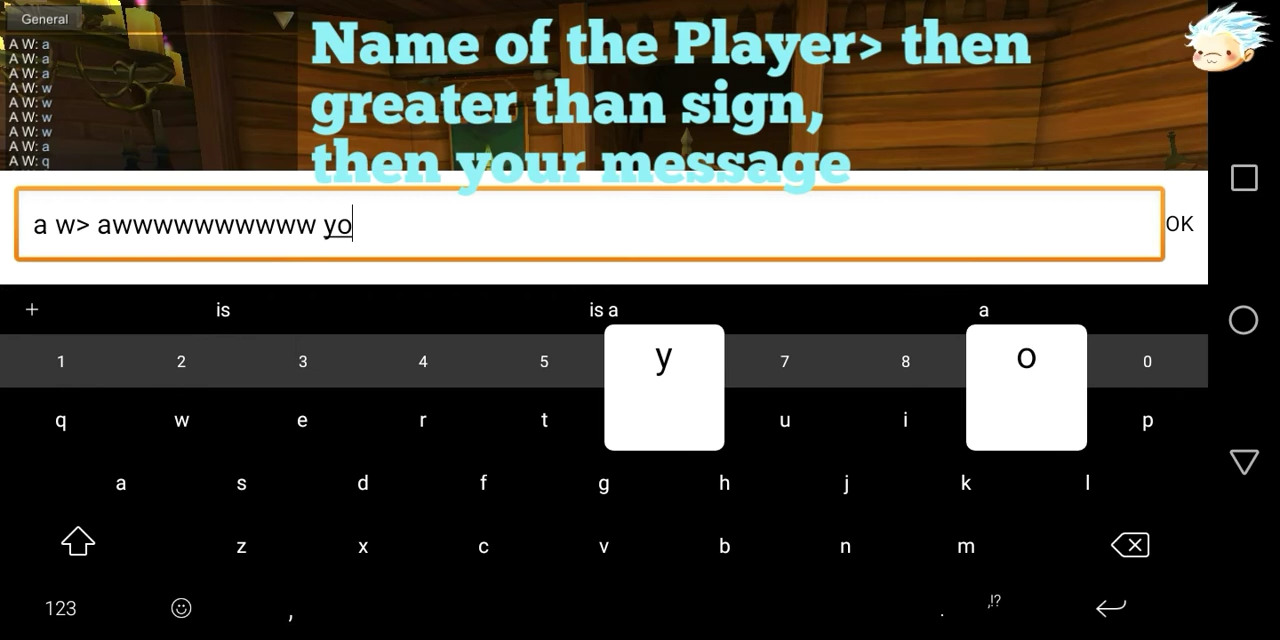 General
A W: a
A W: a
A W: a
A W: w
A W: w
A W: w
A W: w
A W: a
A W: q
Name of the Player> then
greater than sign,
then your message
a w> awwwwwwwwww yo
OK
+ is is a a
1 2 3 4 5 y 7 8 o 0
q w e r t u i p
a s d f g h j k l
z x c v b n m
123 , . ,!?